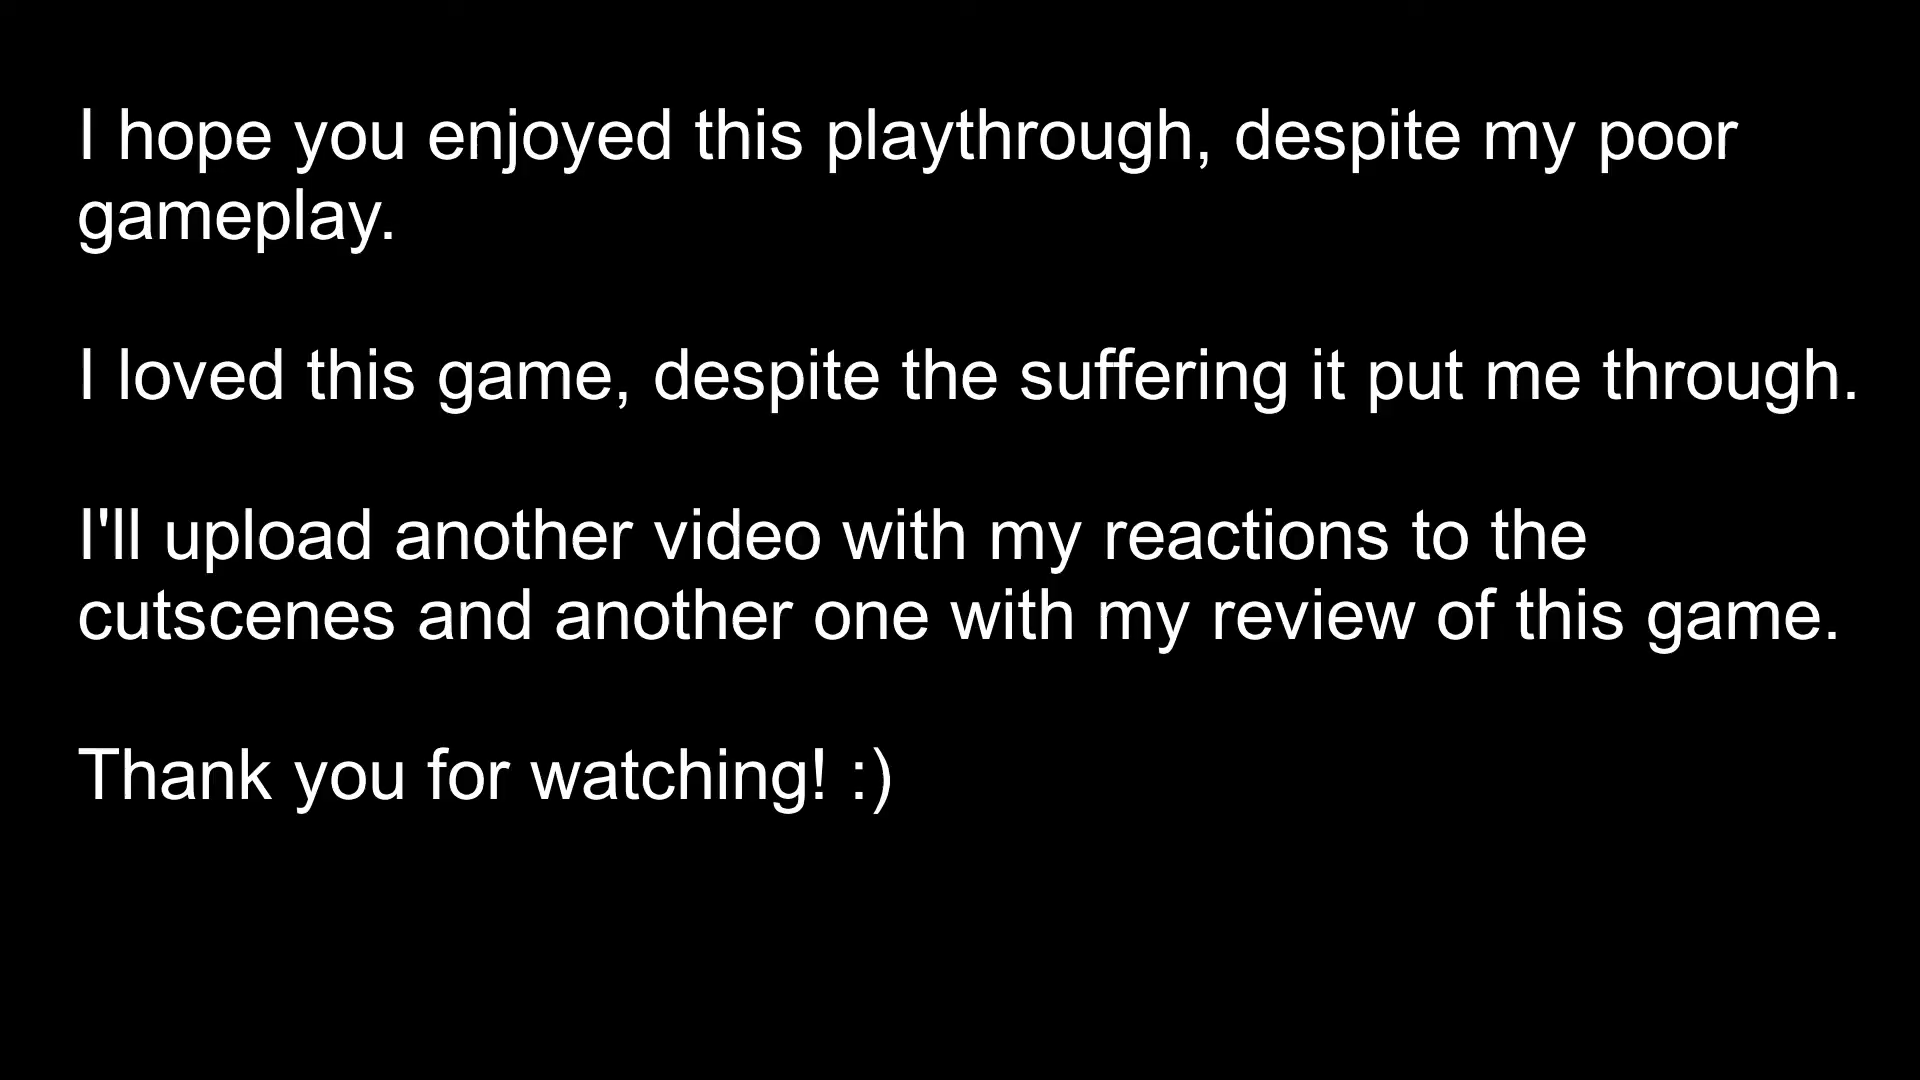 I hope you enjoyed this playthrough, despite my poor
gameplay.
I loved this game, despite the suffering it put me through.
I'll upload another video with my reactions to the
cutscenes and another one with my review of this game.
Thank you for watching! :)